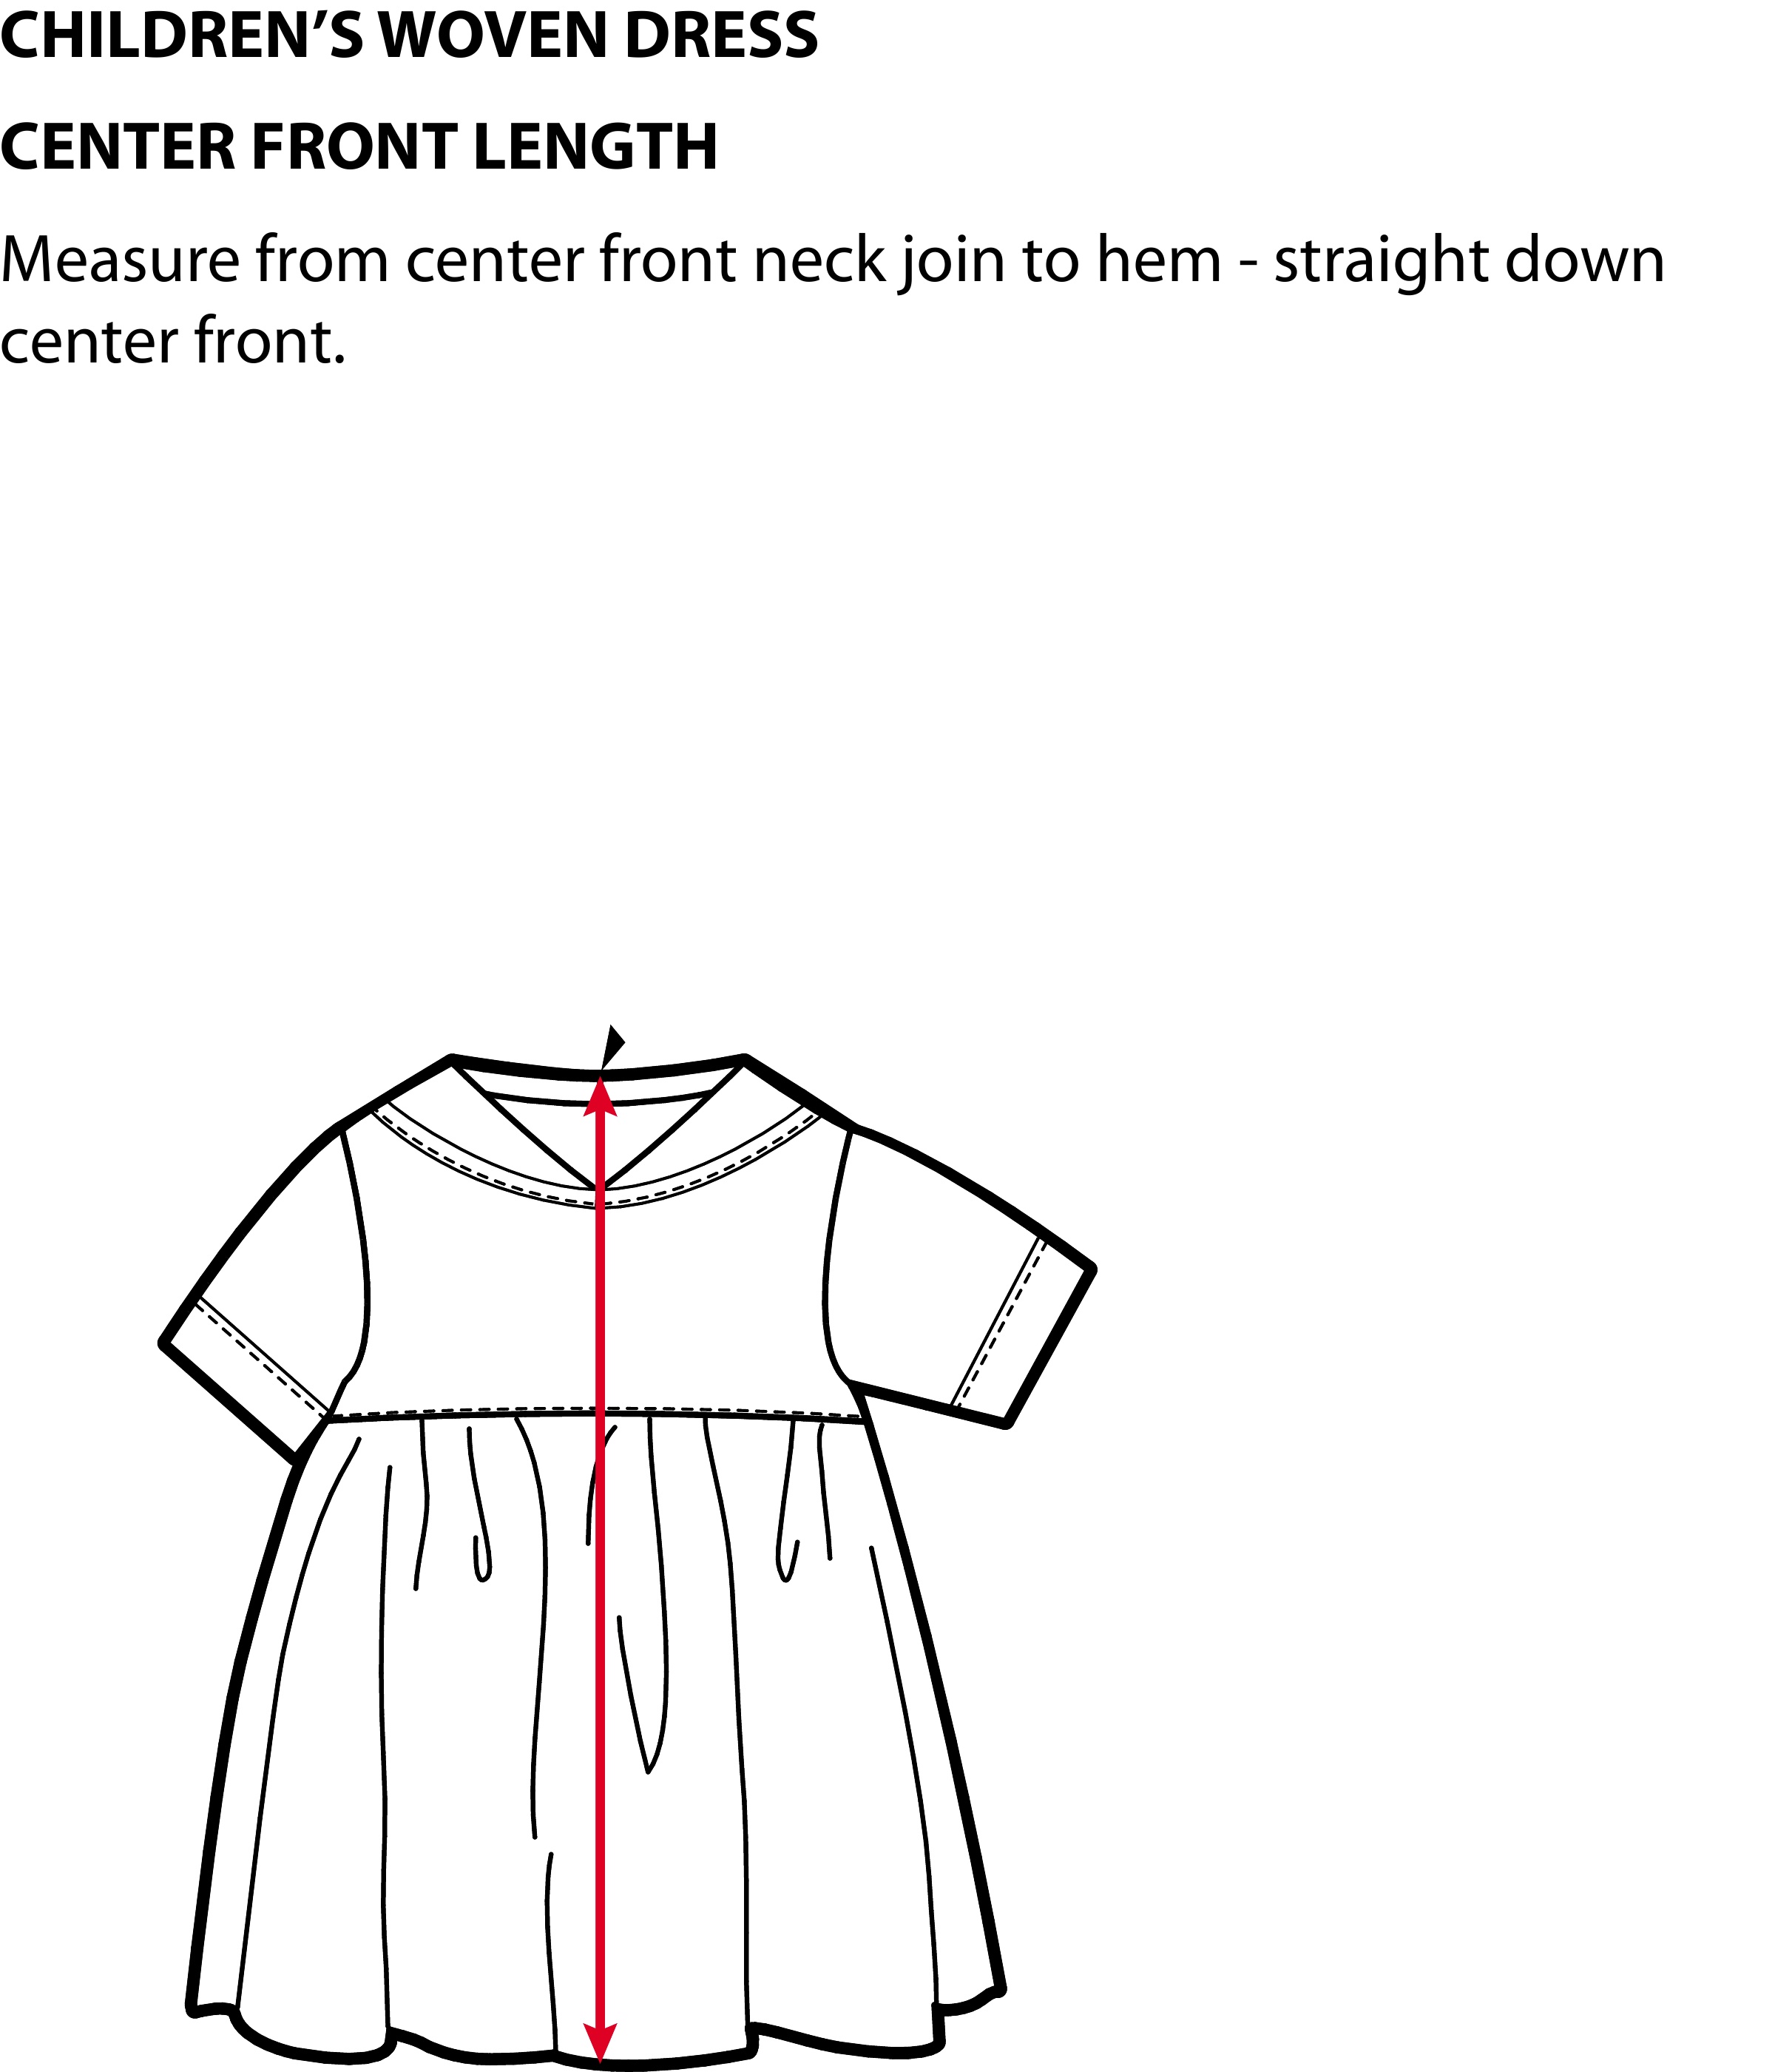 CHILDREN’S WOVEN DRESS
CENTER FRONT LENGTH
Measure from center front neck join to hem - straight down
center front.